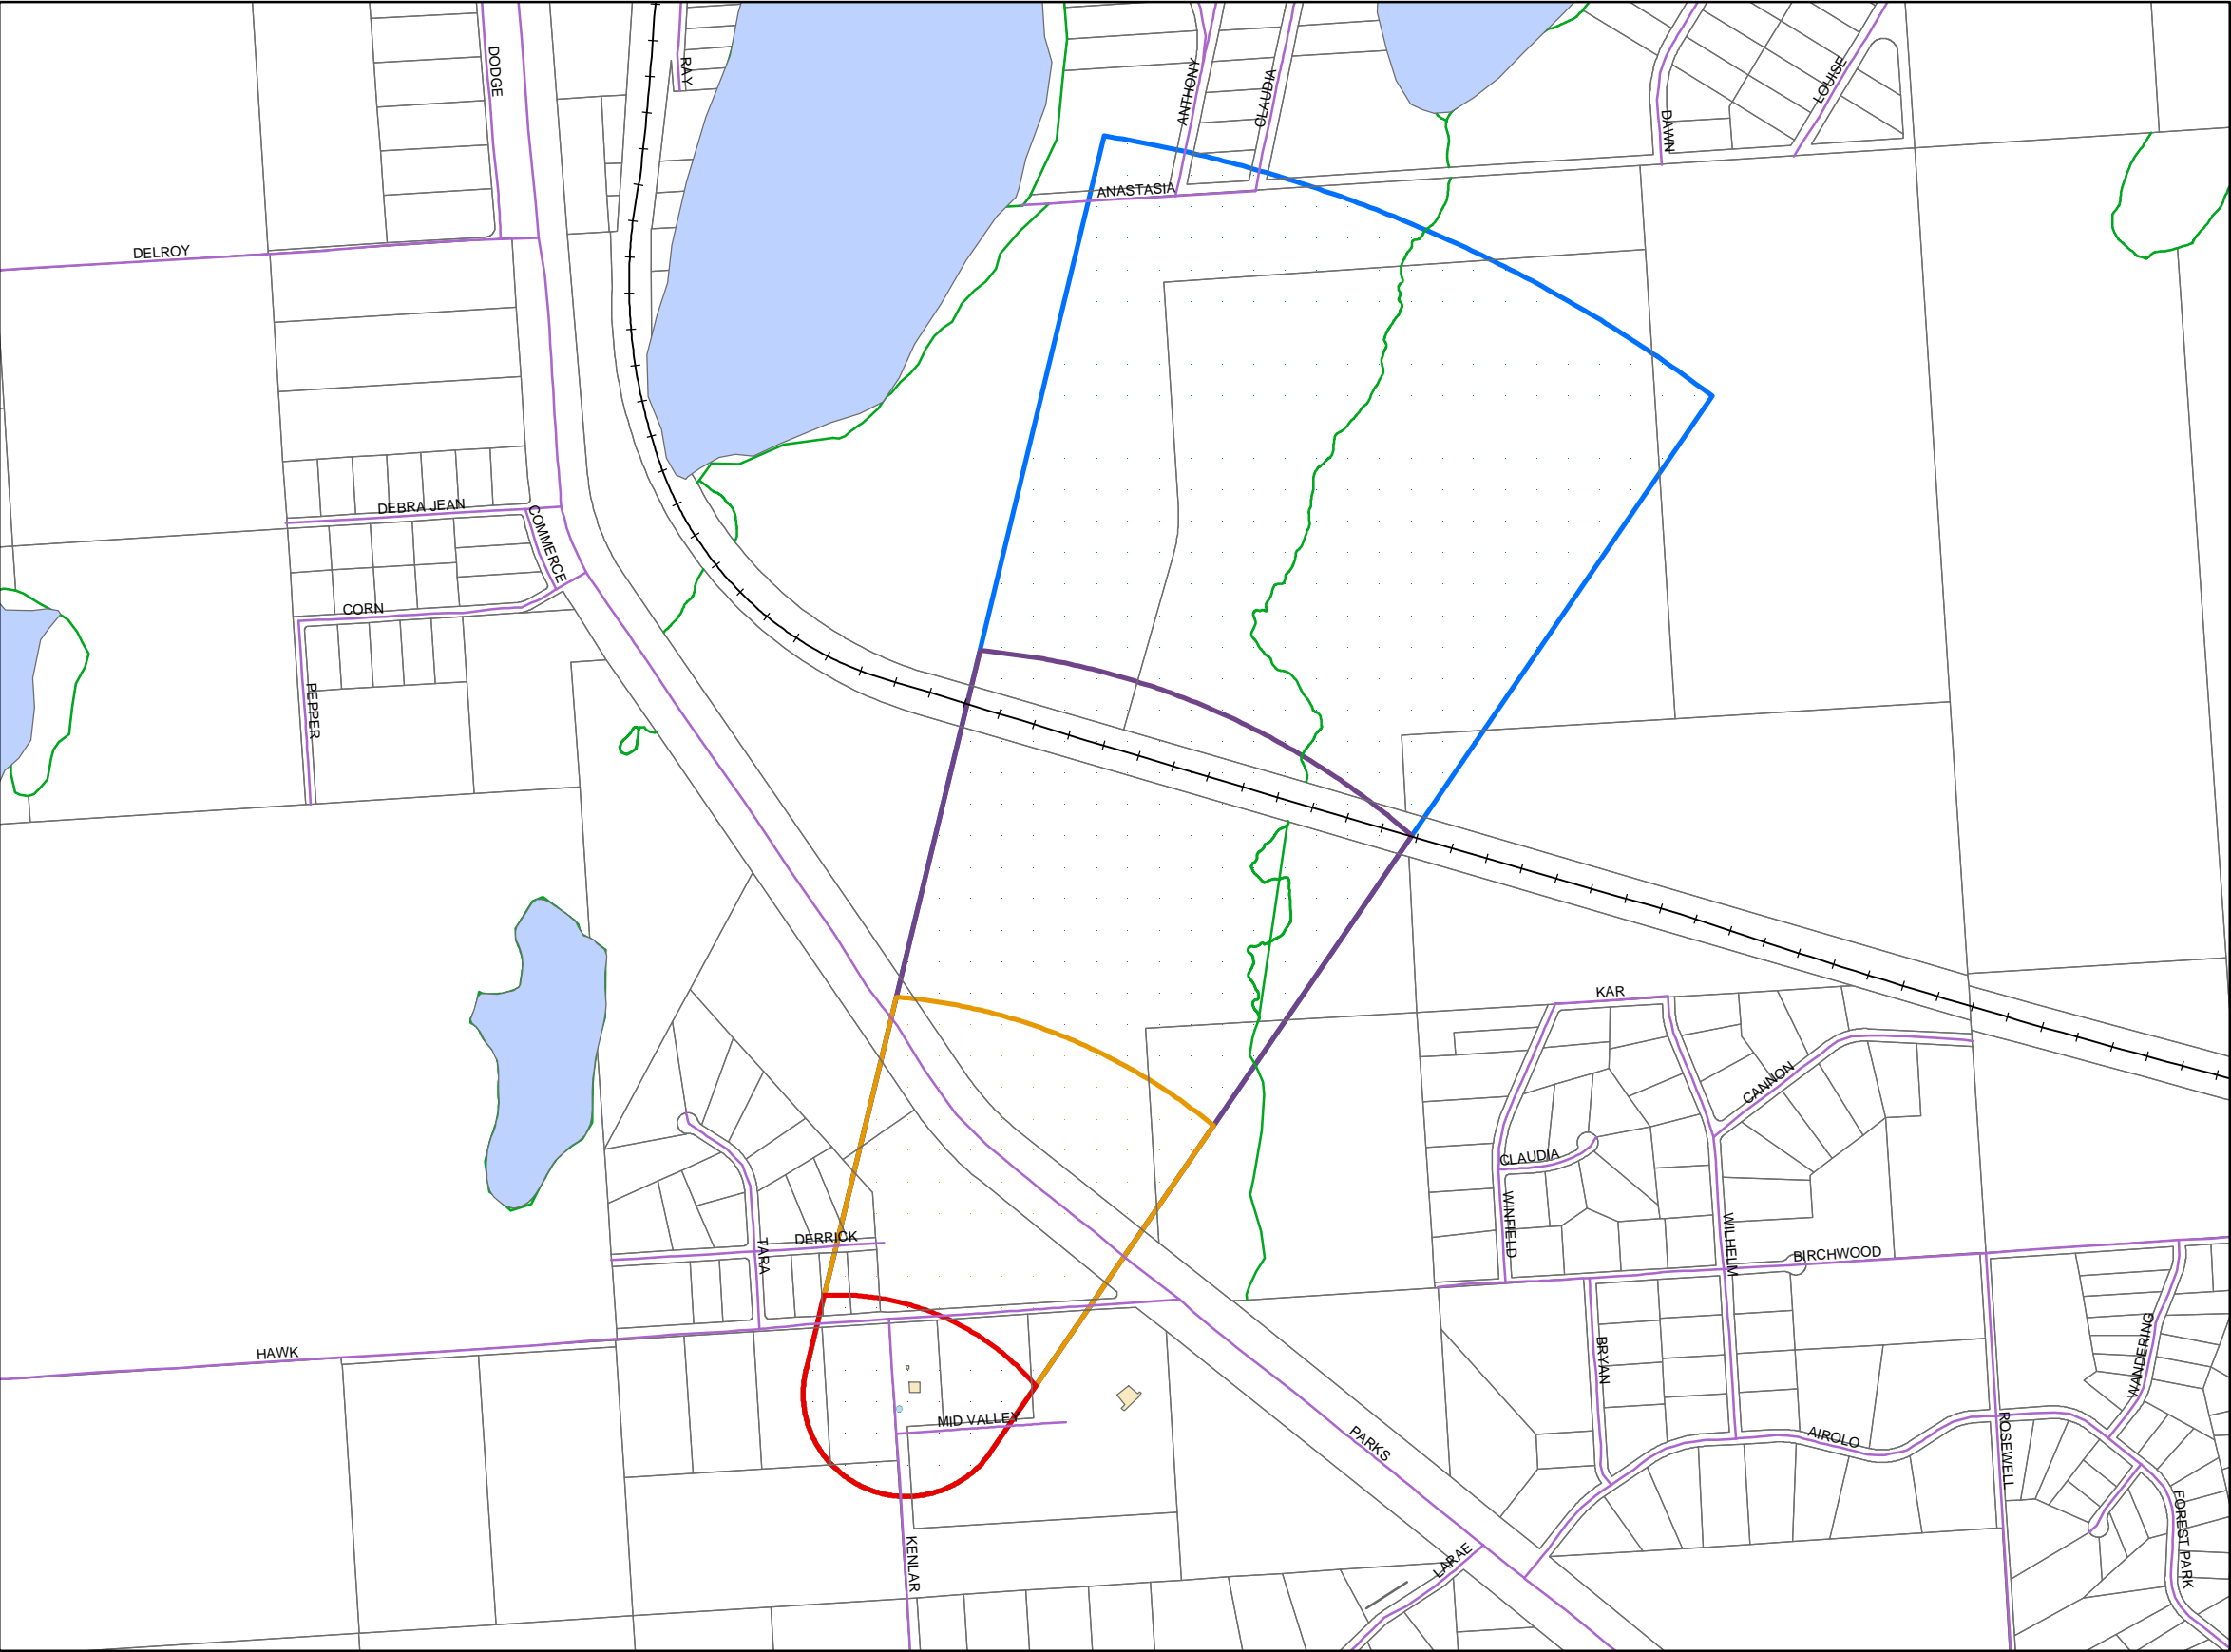 DODGE
RAY
ANTHONY
CLAUDIA
DAWN
LOUISE
ANASTASIA
DELROY
DEBRA JEAN
COMMERCE
CORN
PEPPER
KAR
CANNON
CLAUDIA
WINFIELD
WILHELM
BIRCHWOOD
DERRICK
TARA
HAWK
MID VALLEY
KENLAR
PARKS
LARAE
BRYAN
AIROLO
ROSEWELL
WANDERING
FOREST PARK